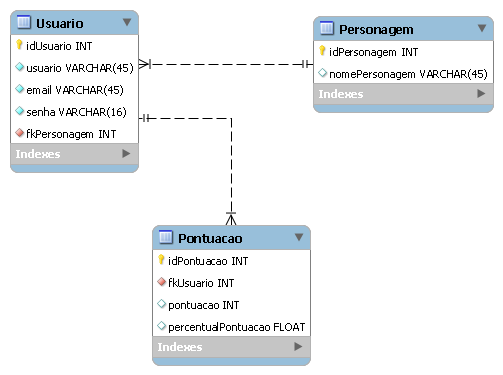 Usuario
idUsuario INT
usuario VARCHAR(45)
email VARCHAR(45)
senha VARCHAR(16)
fkPersonagem INT
Indexes
Personagem
idPersonagem INT
nomePersonagem VARCHAR(45)
Indexes
Pontuacao
idPontuacao INT
fkUsuario INT
pontuacao INT
percentualPontuacao FLOAT
Indexes